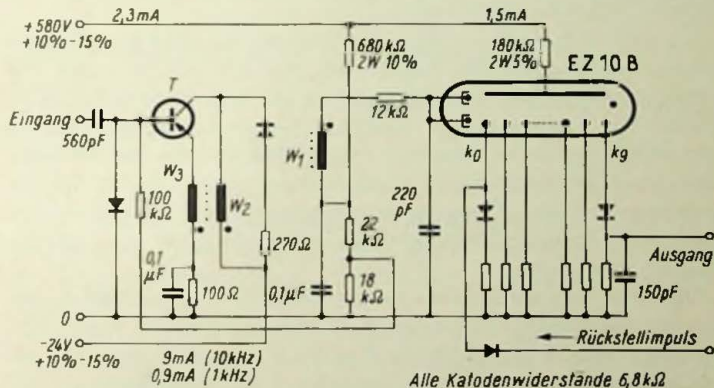 +580V
+10%-15%
2,3mA
1,5mA
680kΩ
2W 10%
180kΩ
2W5%
EZ 10 B
T
Eingang
560pF
12kΩ
W1
k0
k9
W3
W2
100
kΩ
220
pF
22
kΩ
270Ω
0,1
µF
100Ω
0,1µF
18
kΩ
Ausgang
150pF
0
-24V
+10%-15%
9mA (10kHz)
0,9mA (1kHz)
Rückstellimpuls
Alle Katodenwiderstände 6,8kΩ